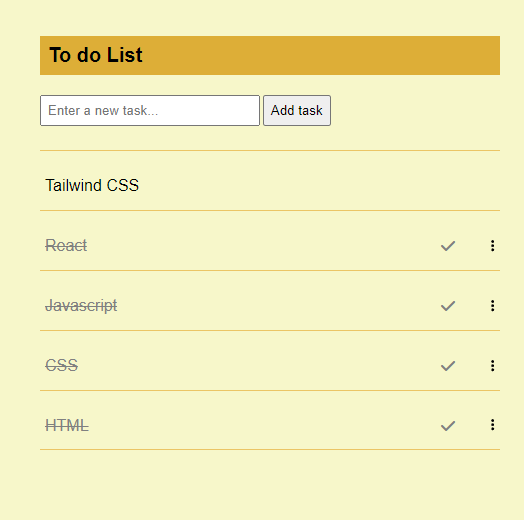 To do List
Enter a new task...
Add task
Tailwind CSS
React
Javascript
CSS
HTML